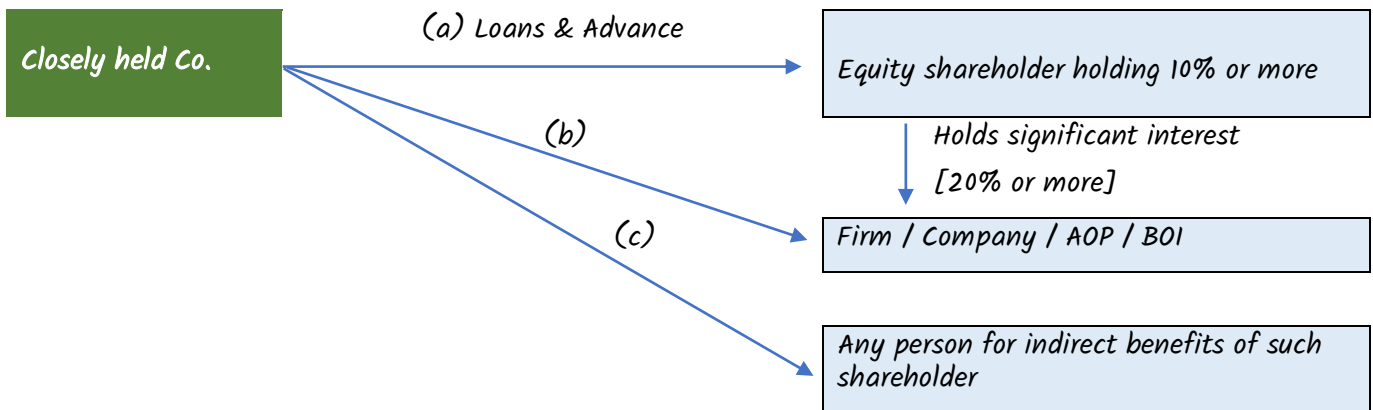 (a) Loans & Advance
Closely held Co.
Equity shareholder holding 10% or more
Holds significant interest
(b)
[20% or more]
(c)
Firm / Company / AOP / BOI
Any person for indirect benefits of such
shareholder